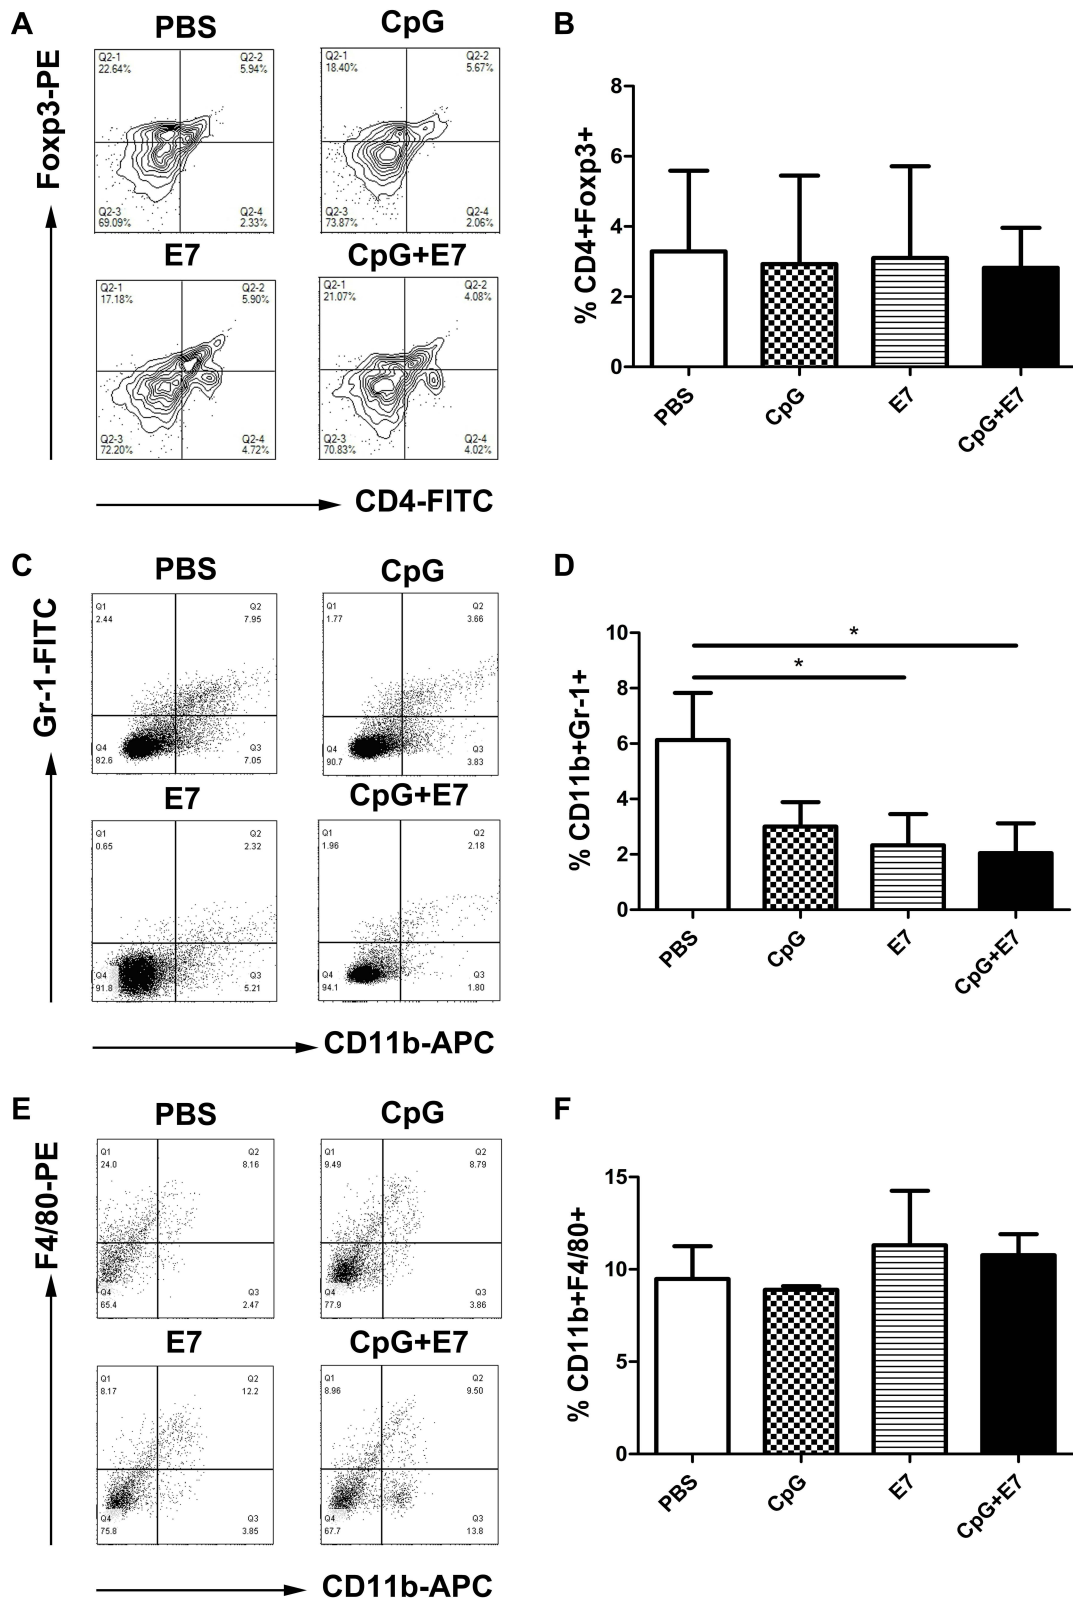 A
PBS
CpG
Foxp3-PE
Q2-1
22.64%
Q2-2
5.94%
Q2-3
69.09%
Q2-4
2.33%
Q2-1
18.40%
Q2-2
5.67%
Q2-3
73.87%
Q2-4
2.06%
E7
CpG+E7
Q2-1
17.18%
Q2-2
5.90%
Q2-3
72.20%
Q2-4
4.72%
Q2-1
21.07%
Q2-2
4.08%
Q2-3
70.83%
Q2-4
4.02%
CD4-FITC
B
% CD4+Foxp3+
8
6
4
2
0
PBS
CpG
E7
CpG+E7
C
PBS
CpG
Gr-1-FITC
Q1
2.44
Q2
7.95
Q4
82.6
Q3
7.05
Q1
1.77
Q2
3.66
Q4
90.7
Q3
3.83
E7
CpG+E7
Q1
0.65
Q2
2.32
Q4
91.8
Q3
5.21
Q1
1.96
Q2
2.18
Q4
94.1
Q3
1.80
CD11b-APC
D
% CD11b+Gr-1+
10
8
6
4
2
0
*
*
PBS
CpG
E7
CpG+E7
E
PBS
CpG
F4/80-PE
Q1
24.0
Q2
8.16
Q4
65.4
Q3
2.47
Q1
9.49
Q2
8.79
Q4
77.9
Q3
3.86
E7
CpG+E7
Q1
8.17
Q2
12.2
Q4
75.8
Q3
3.85
Q1
8.96
Q2
9.50
Q4
67.7
Q3
13.8
CD11b-APC
F
% CD11b+F4/80+
15
10
5
0
PBS
CpG
E7
CpG+E7